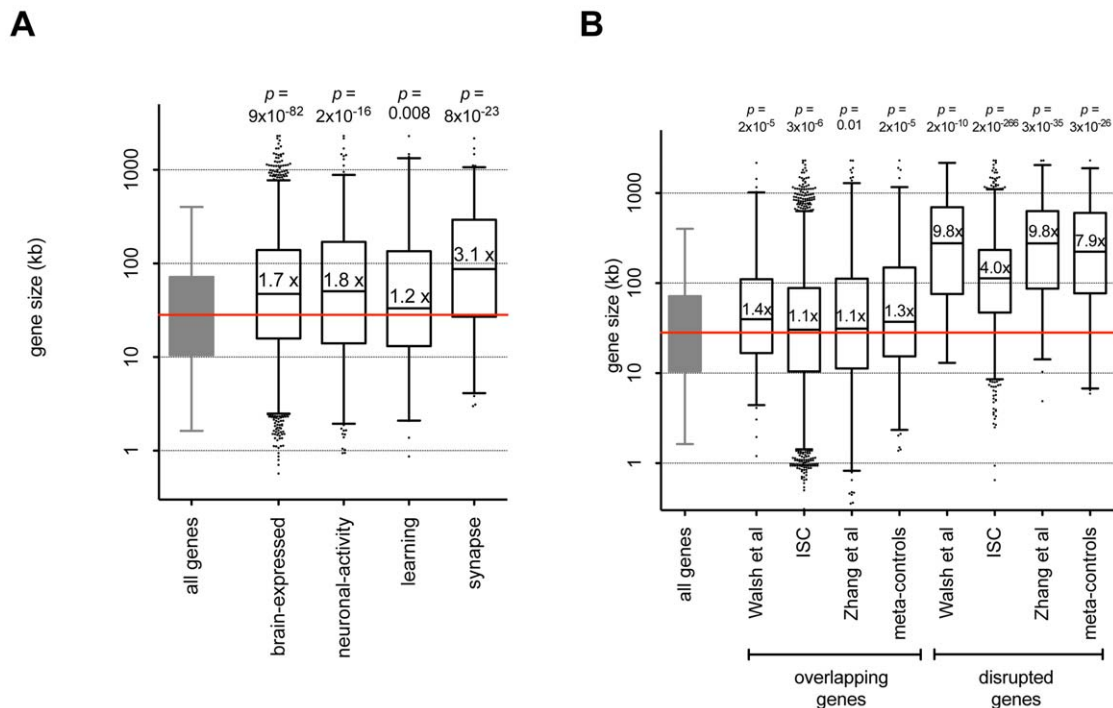 A
p =
9x10-82
p =
2x10-16
p =
0.008
p =
8x10-23
gene size (kb)
1000
100
10
1
1.7 x
1.8 x
1.2 x
3.1 x
all genes
brain-expressed
neuronal-activity
learning
synapse
B
p =
2x10-5
p =
3x10-6
p =
0.01
p =
2x10-5
p =
2x10-10
p =
2x10-266
p =
3x10-35
p =
3x10-26
gene size (kb)
1000
100
10
1
1.4x
1.1x
1.1x
1.3x
9.8x
4.0x
9.8x
7.9x
all genes
Walsh et al
ISC
Zhang et al
meta-controls
Walsh et al
ISC
Zhang et al
meta-controls
overlapping
genes
disrupted
genes